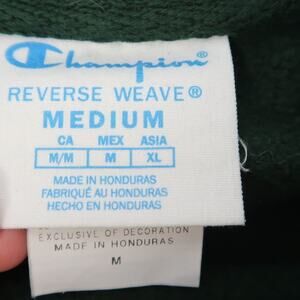 Champion
REVERSE WEAVE®
MEDIUM
CA MEX ASIA
M/M M XL
MADE IN HONDURAS
FABRIQUÉ AU HONDURAS
HECHO EN HONDURAS
EXCLUSIVE OF DECORATION
MADE IN HONDURAS
M